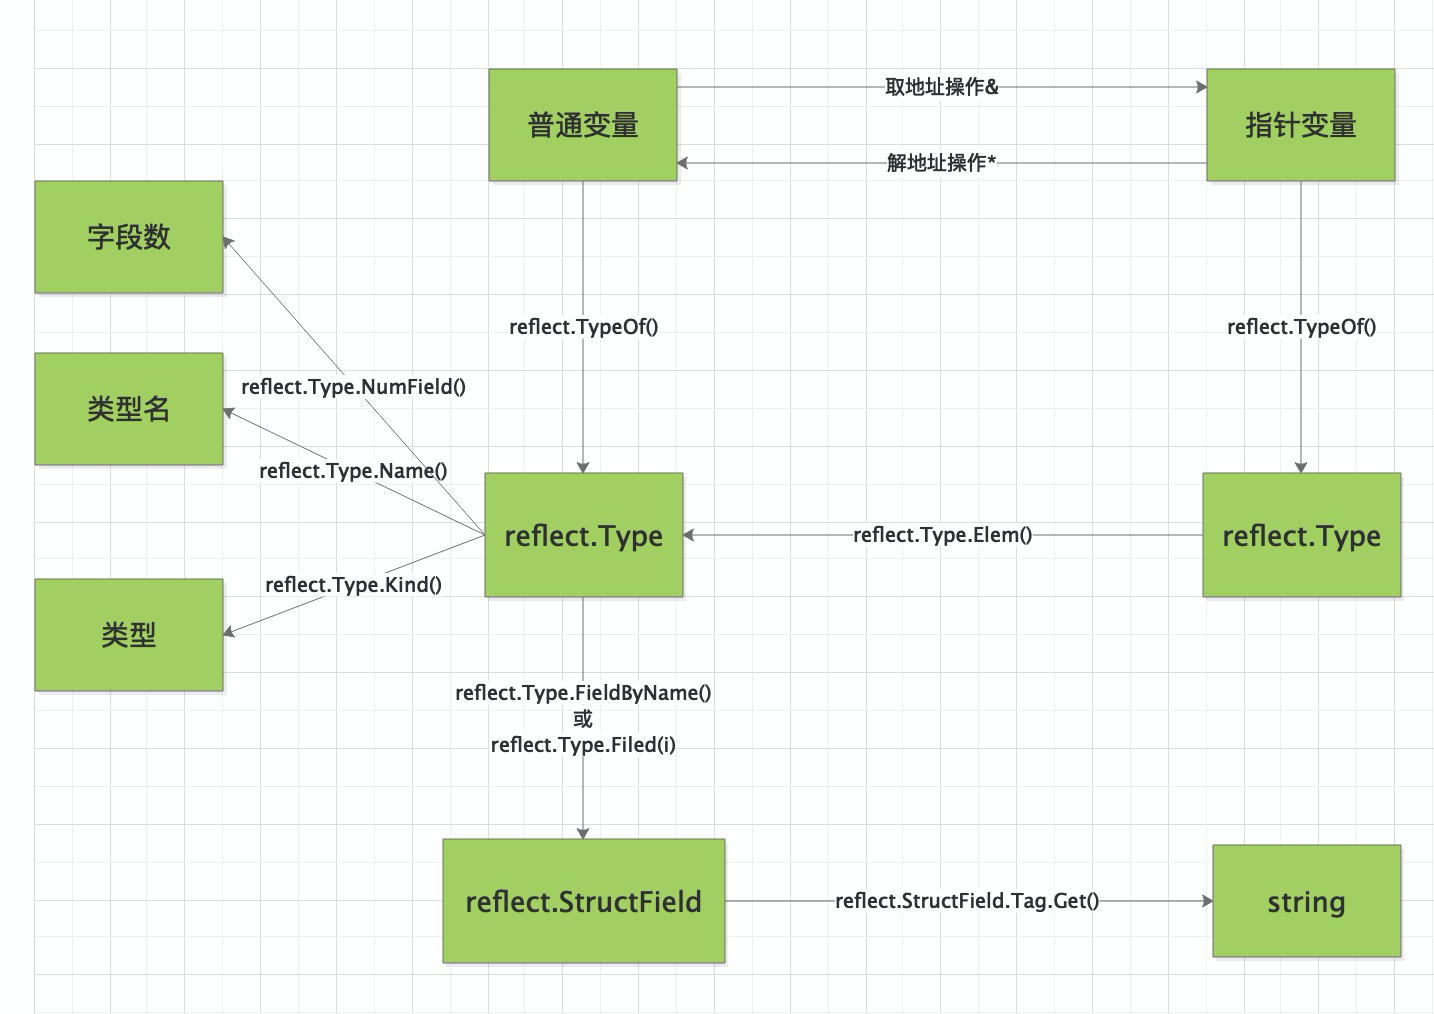 普通变量
取地址操作&
指针变量
解地址操作*
字段数
reflect.TypeOf()
reflect.TypeOf()
reflect.Type.NumField()
类型名
reflect.Type.Name()
reflect.Type
reflect.Type.Elem()
reflect.Type
reflect.Type.Kind()
类型
reflect.Type.FieldByName()
或
reflect.Type.Filed(i)
reflect.StructField
reflect.StructField.Tag.Get()
string